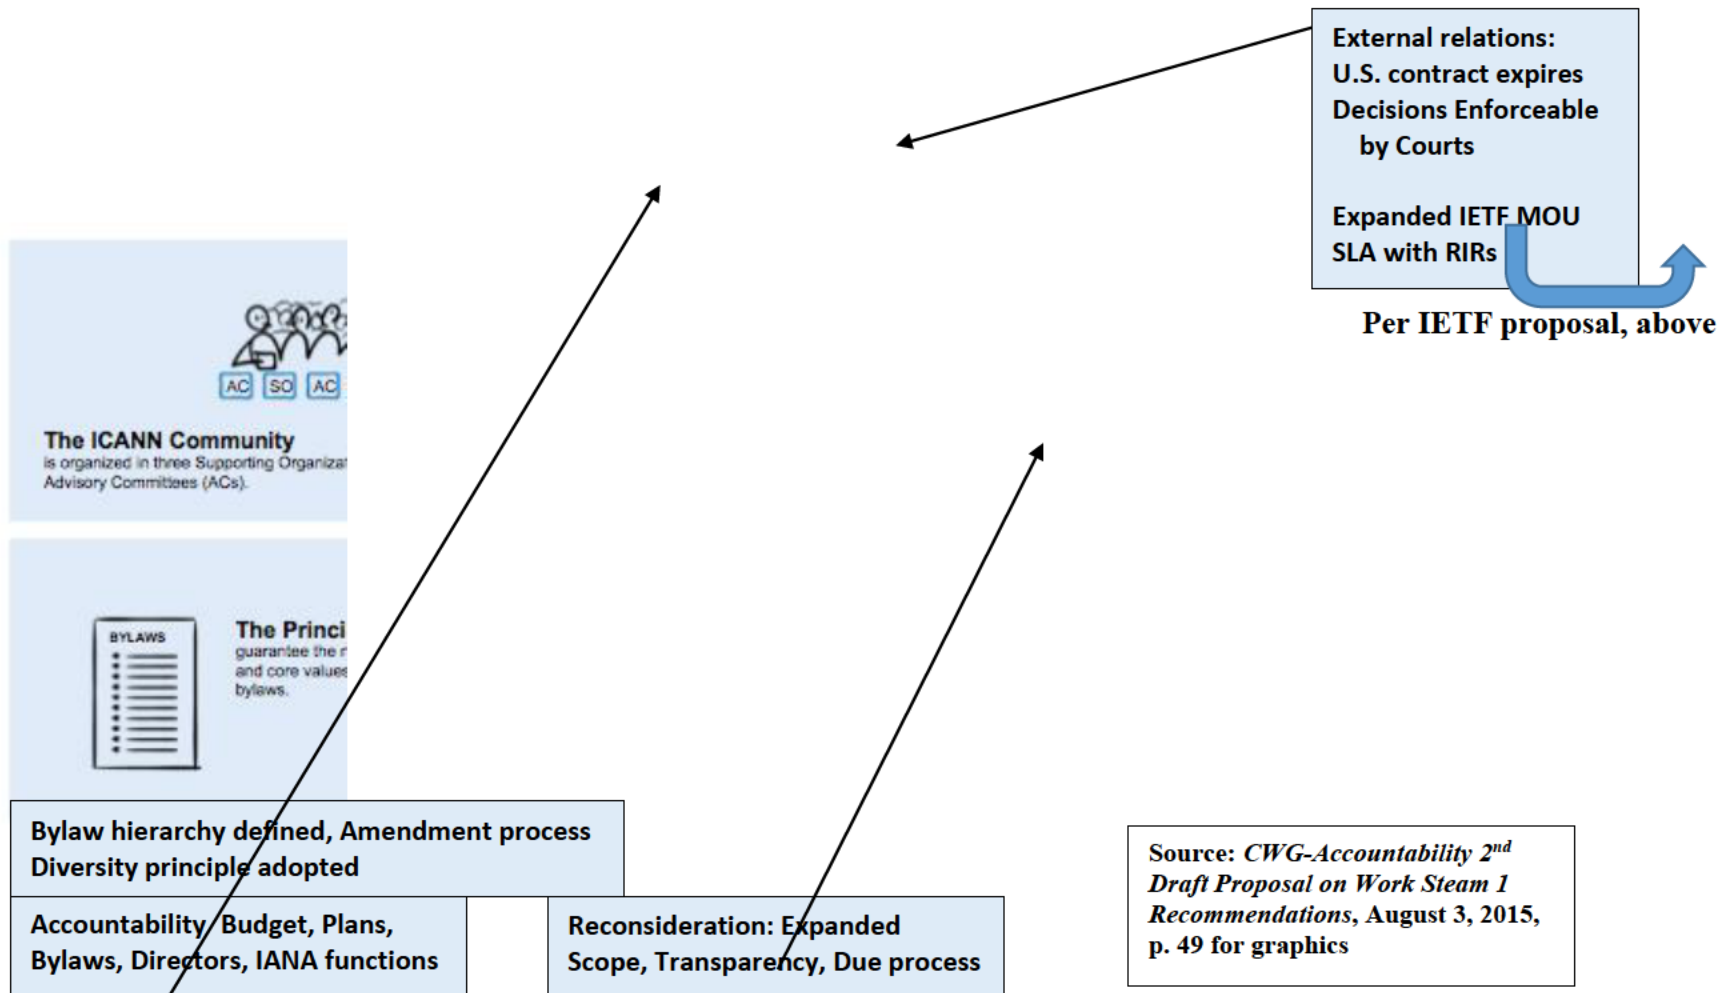 External relations:
U.S. contract expires
Decisions Enforceable
by Courts
Expanded IETF MOU
SLA with RIRs
Per IETF proposal, above
AC SO AC
The ICANN Community
is organized in three Supporting
Advisory Committees (ACs).
BYLAWS
The
guarantee the
and core values
bylaws.
Bylaw hierarchy defined, Amendment process
Diversity principle adopted
Accountability, Budget, Plans,
Bylaws, Directors, IANA functions
Reconsideration: Expanded
Scope, Transparency, Due process
Source: CWG-Accountability 2nd
Draft Proposal on Work Steam 1
Recommendations, August 3, 2015,
p. 49 for graphics